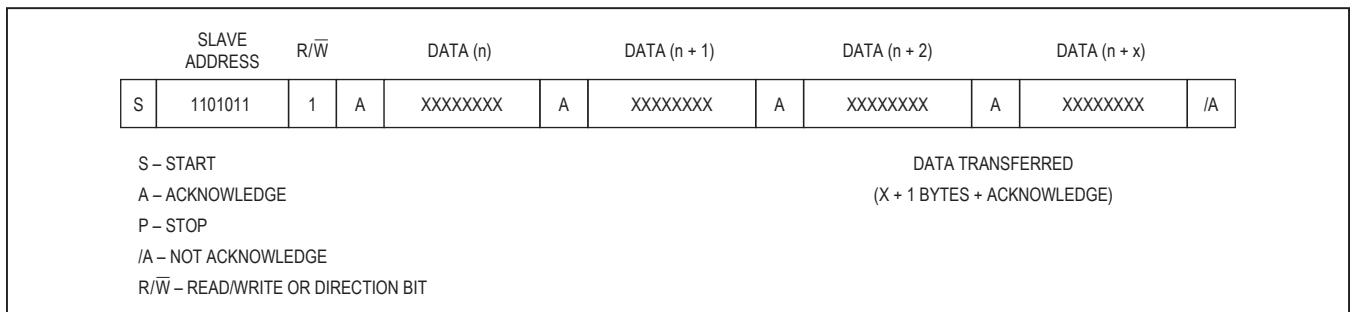 SLAVE ADDRESS R/W̅ DATA (n) DATA (n + 1) DATA (n + 2) DATA (n + x)
S 1101011 1 A XXXXXXXX A XXXXXXXX A XXXXXXXX A XXXXXXXX /A
S – START
A – ACKNOWLEDGE
P – STOP
/A – NOT ACKNOWLEDGE
R/W̅ – READ/WRITE OR DIRECTION BIT
DATA TRANSFERRED
(X + 1 BYTES + ACKNOWLEDGE)